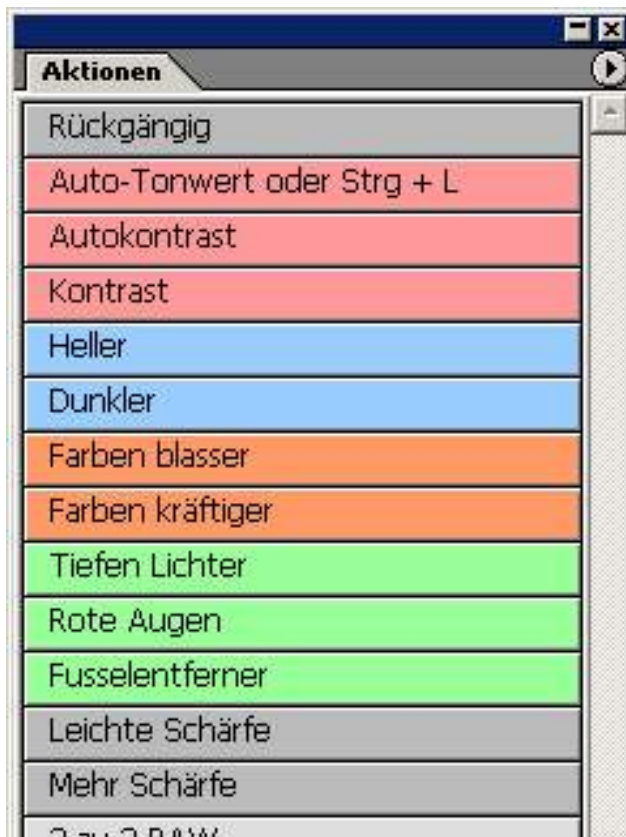 Aktionen
Rückgängig
Auto-Tonwert oder Strg + L
Autokontrast
Kontrast
Heller
Dunkler
Farben blasser
Farben kräftiger
Tiefen Lichter
Rote Augen
Fusselentferner
Leichte Schärfe
Mehr Schärfe